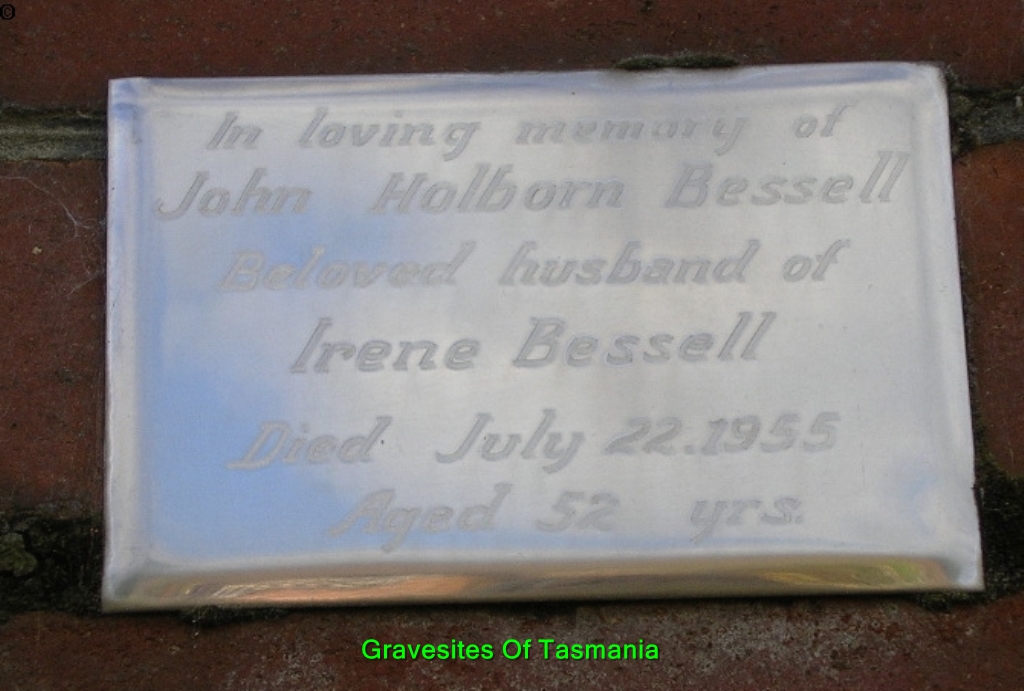 ©
In loving memory of
John Holborn Bessell
Beloved husband of
Irene Bessell
Died July 22.1955
Aged 52 yrs.
Gravesites Of Tasmania